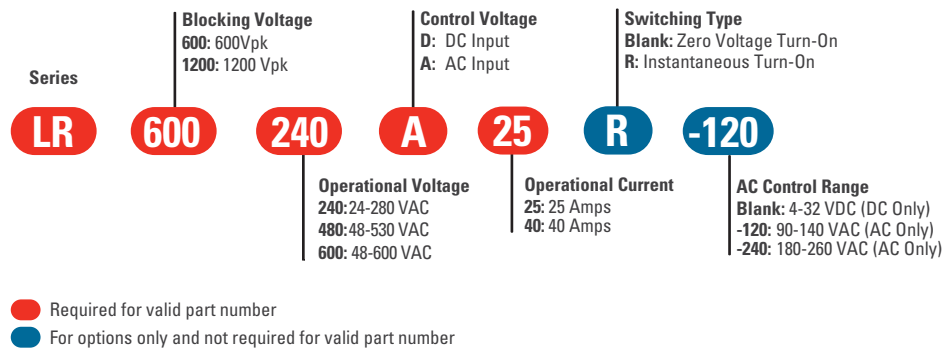 Blocking Voltage
600: 600Vpk
1200: 1200 Vpk
Control Voltage
D: DC Input
A: AC Input
Switching Type
Blank: Zero Voltage Turn-On
R: Instantaneous Turn-On
Series
LR 600 240 A 25 R -120
Operational Voltage
240: 24-280 VAC
480: 48-530 VAC
600: 48-600 VAC
Operational Current
25: 25 Amps
40: 40 Amps
AC Control Range
Blank: 4-32 VDC (DC Only)
-120: 90-140 VAC (AC Only)
-240: 180-260 VAC (AC Only)
Required for valid part number
For options only and not required for valid part number